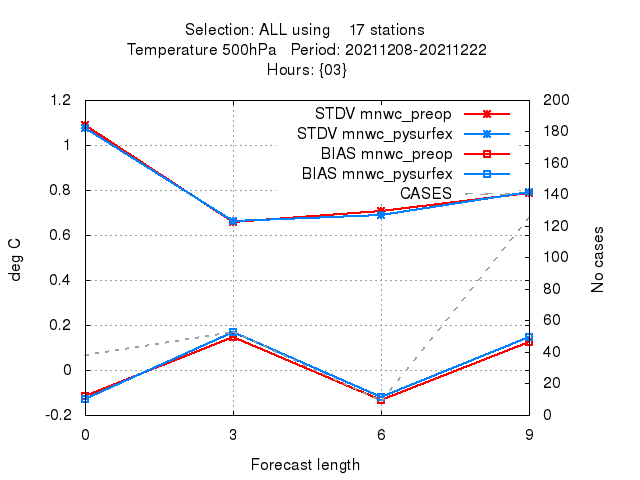 Selection: ALL using    17 stations
Temperature 500hPa   Period: 20211208-20211222
Hours: {03}
1.2
1
0.8
0.6
0.4
0.2
0
-0.2
deg C
STDV mnwc_preop
STDV mnwc_pysurfex
BIAS mnwc_preop
BIAS mnwc_pysurfex
CASES
200
180
160
140
120
100
80
60
40
20
0
No cases
0 3 6 9
Forecast length